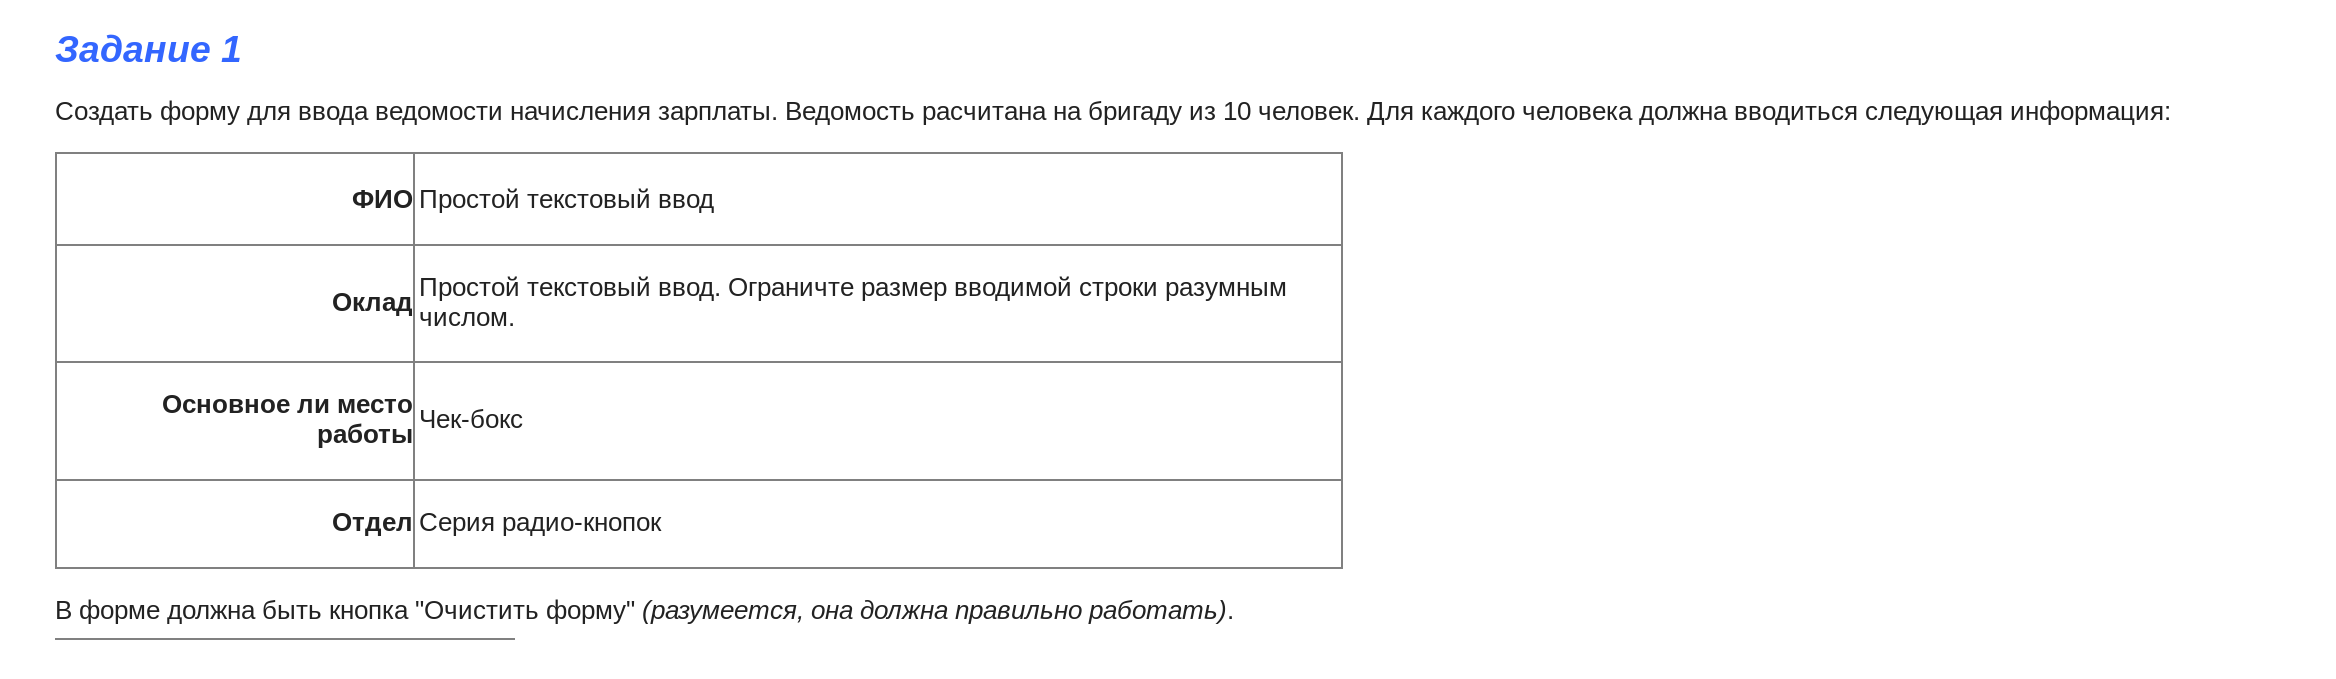 Задание 1
Создать форму для ввода ведомости начисления зарплаты. Ведомость расчитана на бригаду из 10 человек. Для каждого человека должна вводиться следующая информация:
ФИО Простой текстовый ввод
Оклад Простой текстовый ввод. Ограничте размер вводимой строки разумным
числом.
Основное ли место
работы Чек-бокс
Отдел Серия радио-кнопок
В форме должна быть кнопка "Очистить форму" (разумеется, она должна правильно работать).